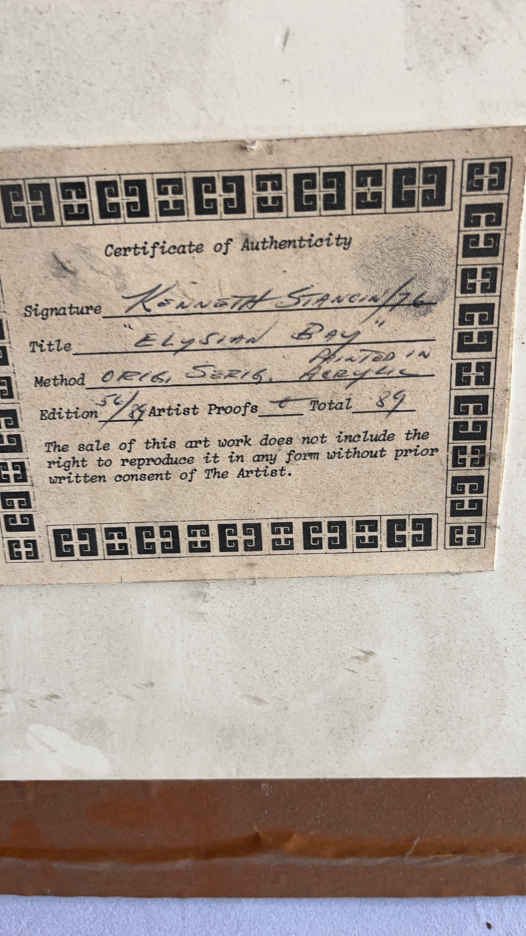 Certificate of Authenticity
Signature KENNETH STANCIN/76
Title "ELYSIAN BAY"
PAINTED IN
Method ORIG. SERIG. ACRYLIC
Edition 56/89 Artist Proofs Total 89
The sale of this art work does not include the
right to reproduce it in any form without prior
written consent of The Artist.